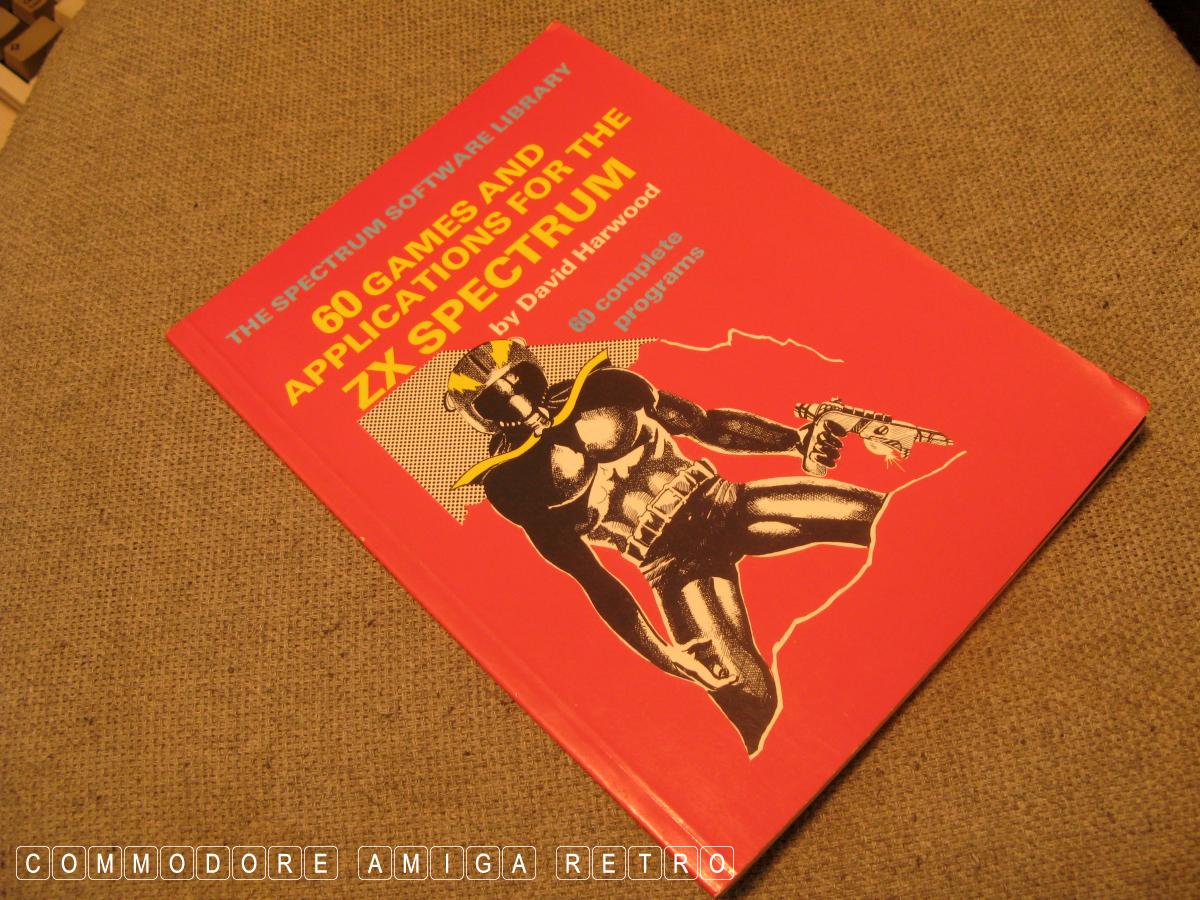 THE SPECTRUM SOFTWARE LIBRARY
60 GAMES AND
APPLICATIONS FOR THE
ZX SPECTRUM
by David Harwood
60 complete
programs
COMMODORE AMIGA RETRO